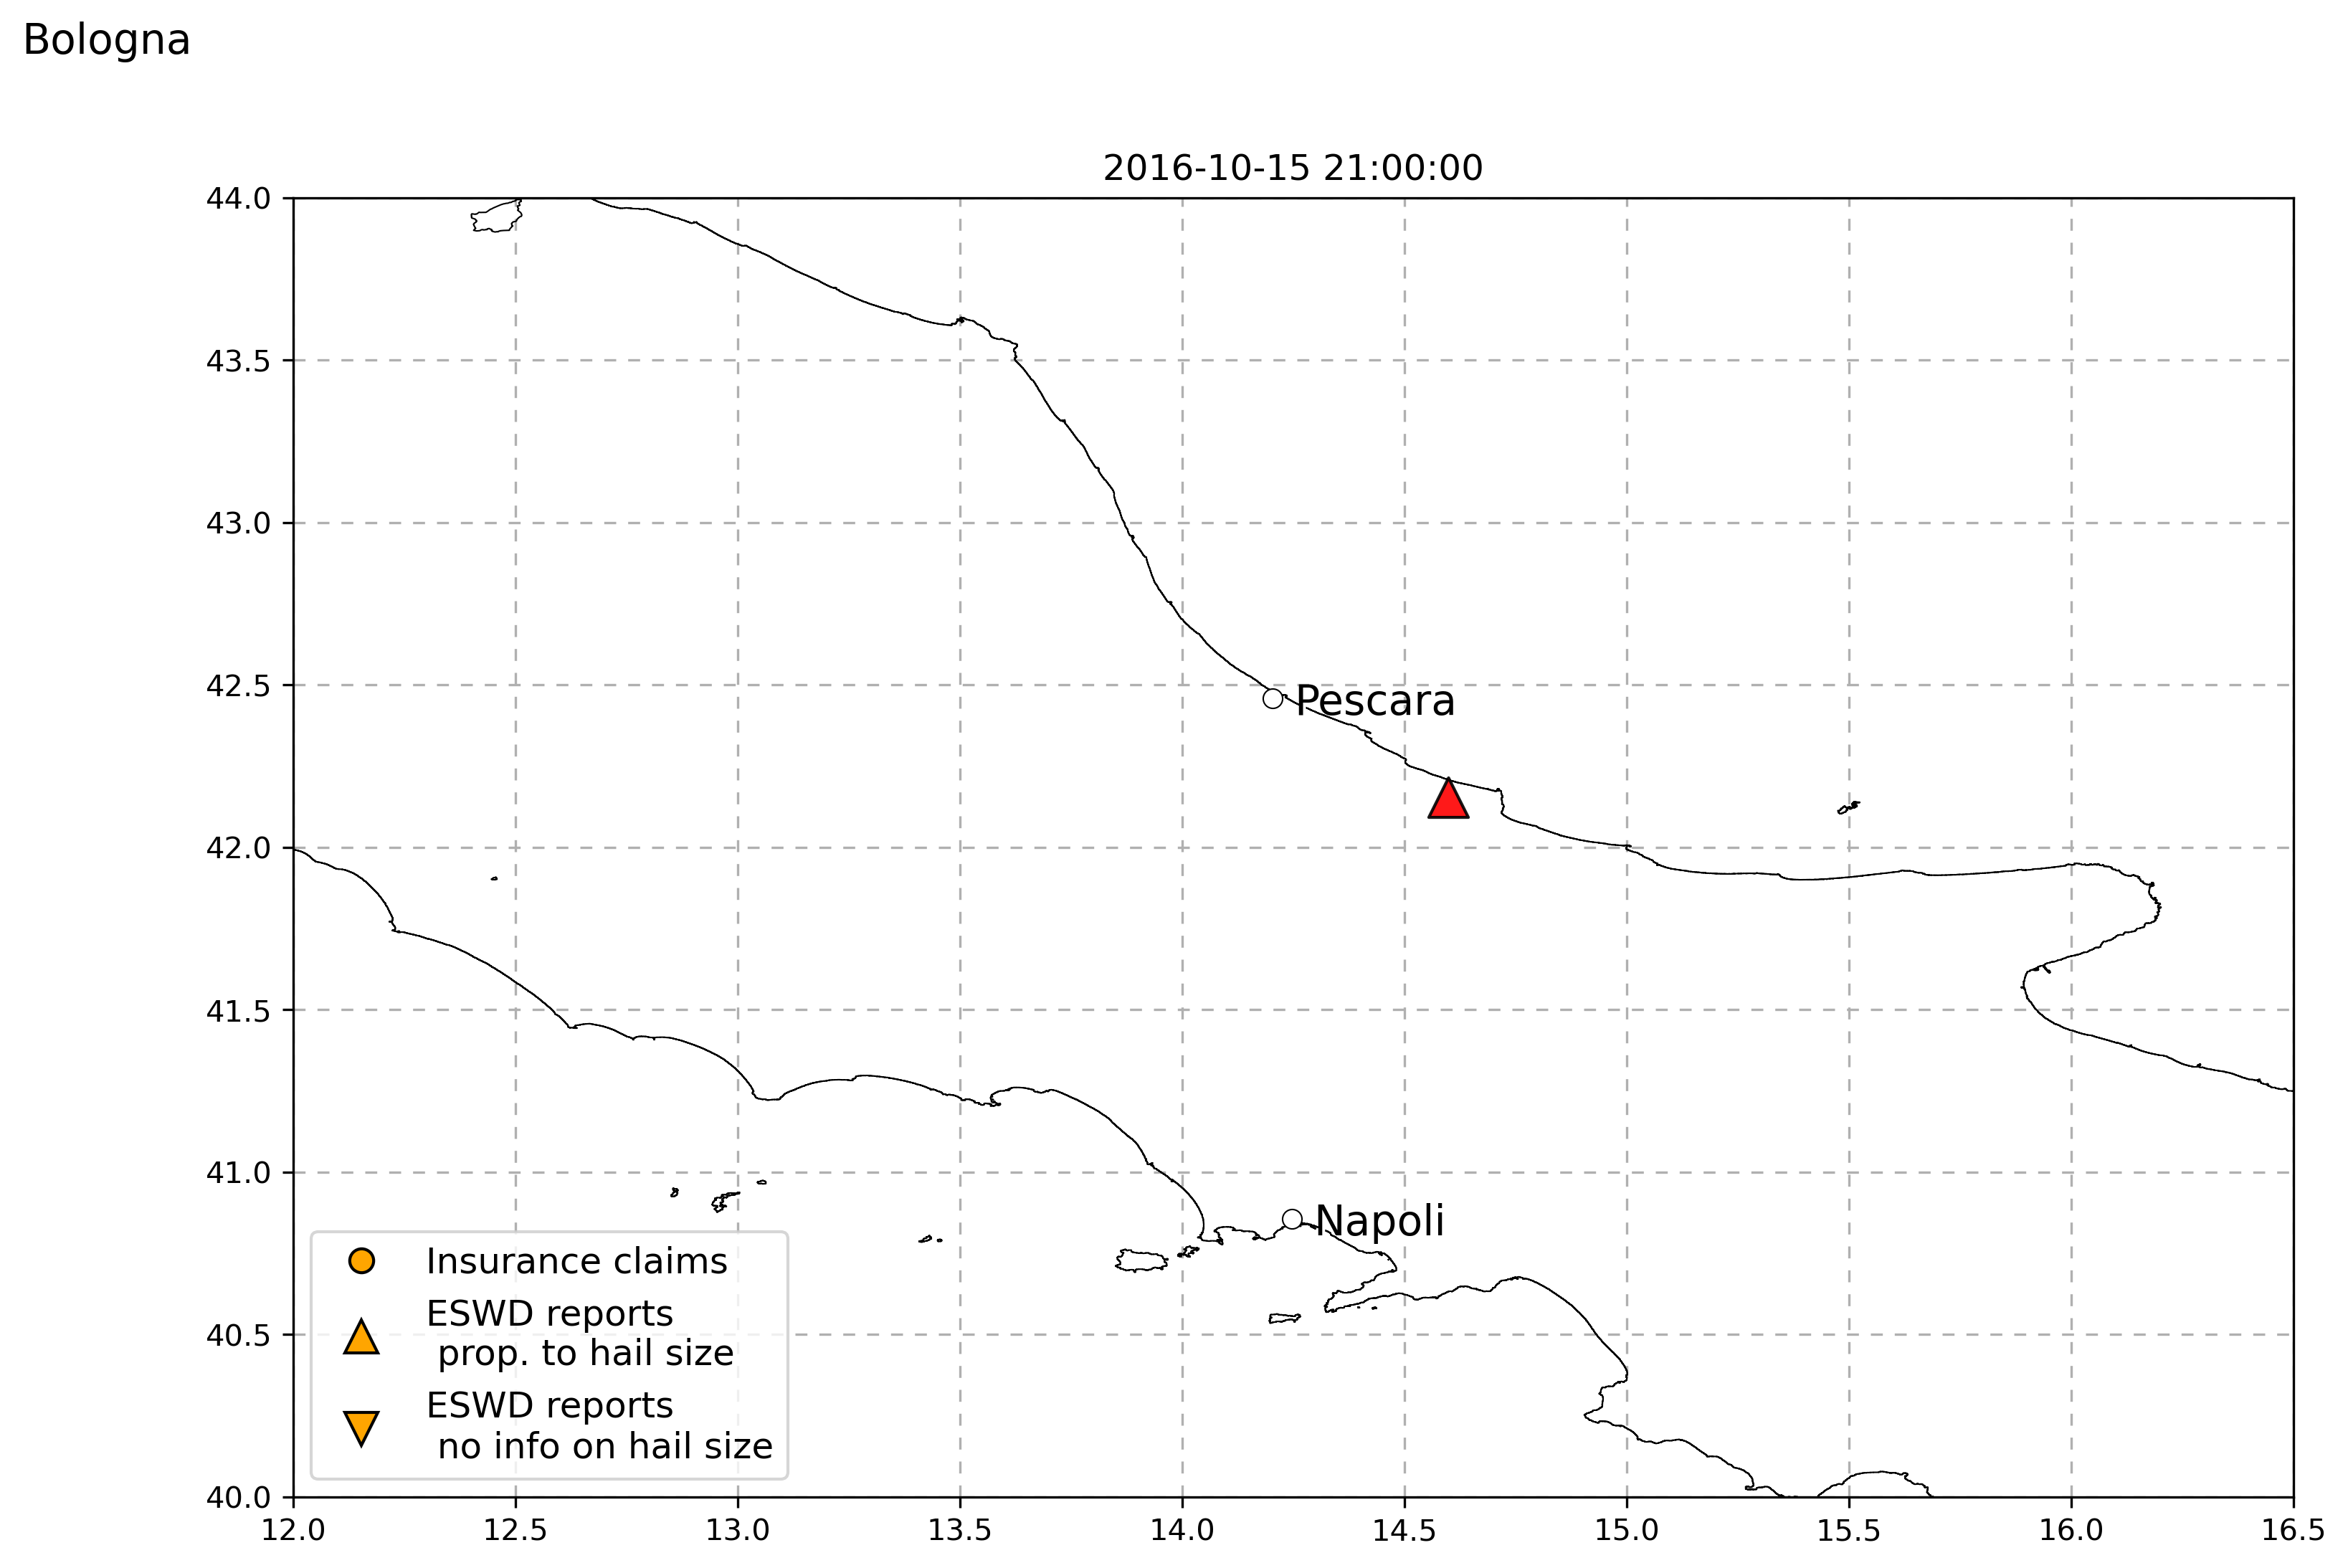 Bologna
2016-10-15 21:00:00
44.0
43.5
43.0
42.5
42.0
41.5
41.0
40.5
40.0
Pescara
Napoli
Insurance claims
ESWD reports
prop. to hail size
ESWD reports
no info on hail size
12.0 12.5 13.0 13.5 14.0 14.5 15.0 15.5 16.0 16.5